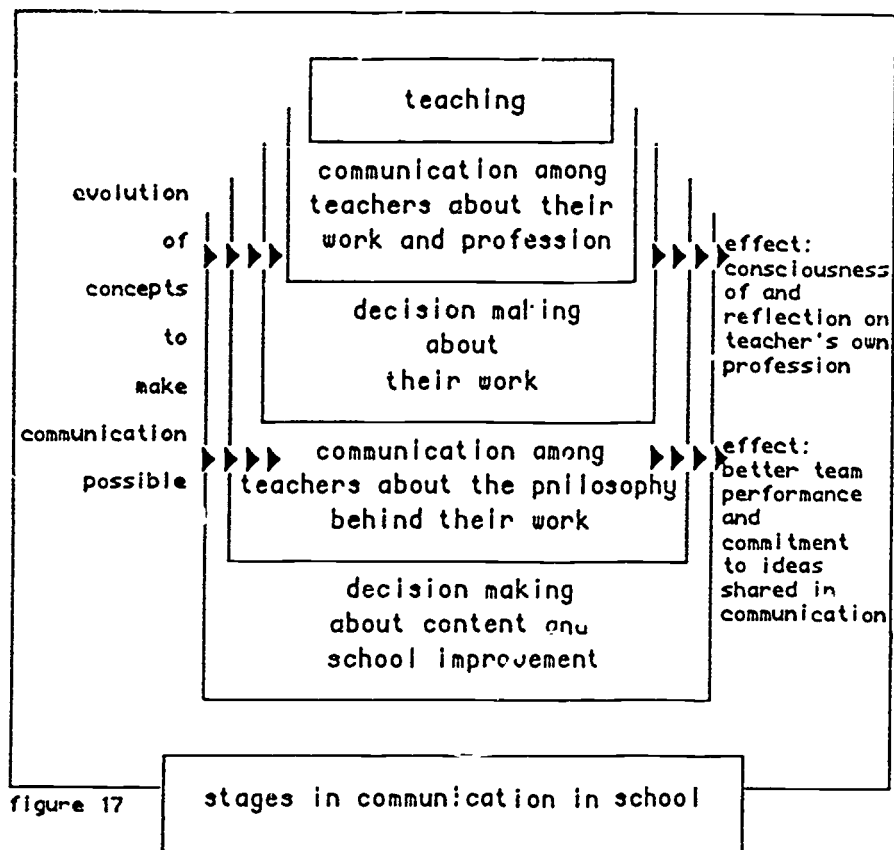 teaching
communication among
teachers about their
work and profession
decision making
about
their work
communication among
teachers about the pnilosophy
behind their work
decision making
about content and
school improvement
evolution
of
concepts
to
make
communication
possible
effect:
consciousness
of and
reflection on
teacher's own
profession
effect:
better team
performance
and
commitment
to ideas
shared in
communication
figure 17
stages in communication in school